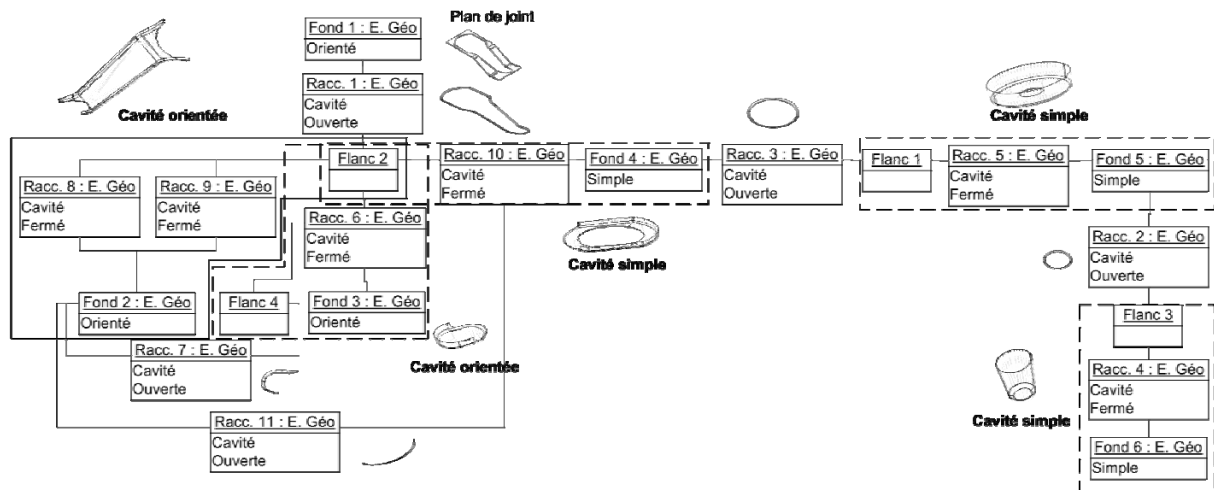 Fond 1 : E. Géo
Orienté
Plan de joint
Racc. 1 : E. Géo
Cavité
Ouverte
Cavité orientée
Cavité simple
Flanc 2
Racc. 10 : E. Géo
Cavité
Fermé
Fond 4 : E. Géo
Simple
Racc. 3 : E. Géo
Cavité
Ouverte
Flanc 1
Racc. 5 : E. Géo
Cavité
Fermé
Fond 5 : E. Géo
Simple
Racc. 8 : E. Géo
Cavité
Fermé
Racc. 9 : E. Géo
Cavité
Fermé
Racc. 6 : E. Géo
Cavité
Fermé
Cavité simple
Racc. 2 : E. Géo
Cavité
Ouverte
Fond 2 : E. Géo
Orienté
Flanc 4
Fond 3 : E. Géo
Orienté
Flanc 3
Racc. 7 : E. Géo
Cavité
Ouverte
Cavité orientée
Racc. 4 : E. Géo
Cavité
Fermé
Cavité simple
Racc. 11 : E. Géo
Cavité
Ouverte
Fond 6 : E. Géo
Simple